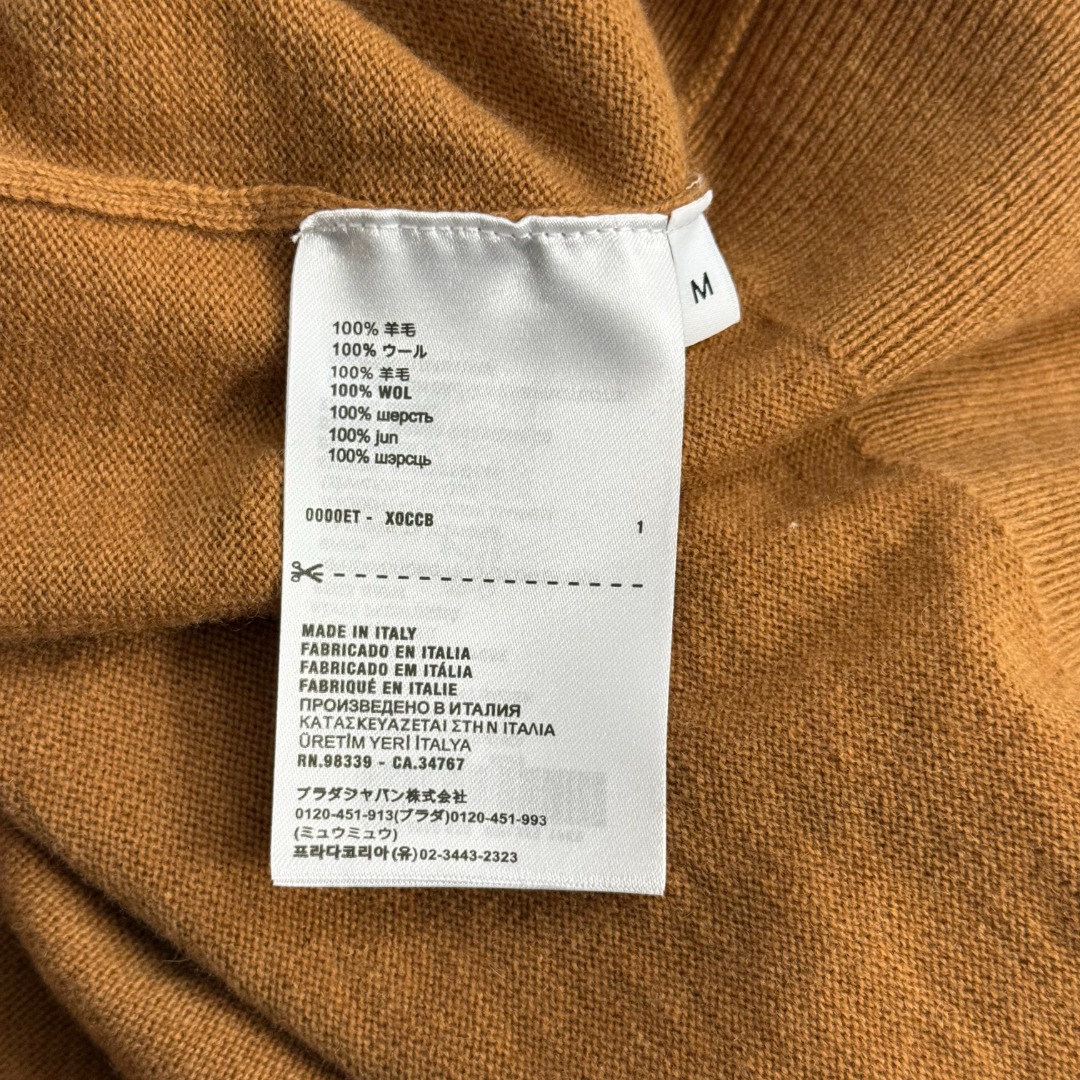 M
100% 羊毛
100% ウール
100% 羊毛
100% WOL
100% шерсть
100% jun
100% шэрсць
0000ET - X0CCB 1
MADE IN ITALY
FABRICADO EN ITALIA
FABRICADO EM ITÁLIA
FABRIQUÉ EN ITALIE
ПРОИЗВЕДЕНО В ИТАЛИЯ
ΚΑΤΑΣΚΕΥΑΖΕΤΑΙ ΣΤΗΝ ΙΤΑΛΙΑ
ÜRETİM YERİ İTALYA
RN.98339 - CA.34767
プラダジャパン株式会社
0120-451-913(プラダ)0120-451-993
(ミュウミュウ)
프라다코리아(유)02-3443-2323